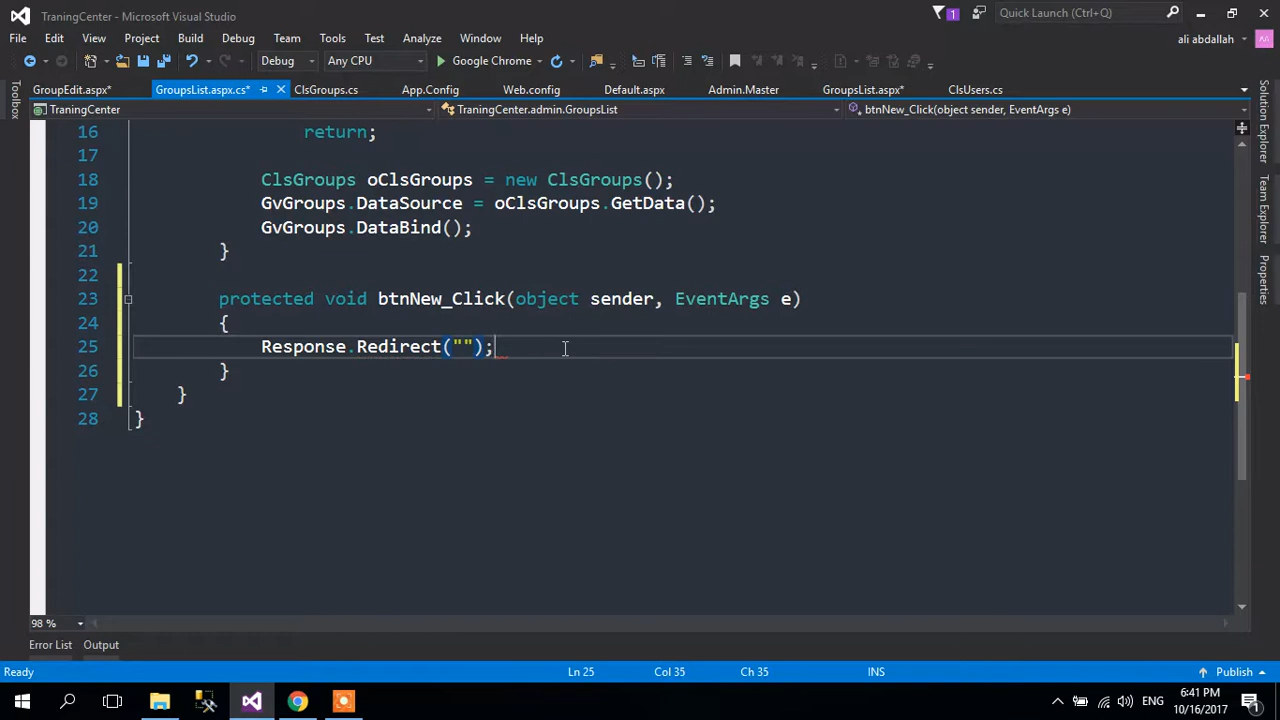 TraningCenter - Microsoft Visual Studio
1
Quick Launch (Ctrl+Q)
File Edit View Project Build Debug Team Tools Test Analyze Window Help
ali abdallah
Debug Any CPU Google Chrome
GroupEdit.aspx* GroupsList.aspx.cs* ClsGroups.cs App.Config Web.config Default.aspx Admin.Master GroupsList.aspx* ClsUsers.cs
TraningCenter TraningCenter.admin.GroupsList btnNew_Click(object sender, EventArgs e)
Toolbox
Solution Explorer
Team Explorer
Properties
16 return;
17
18 ClsGroups oClsGroups = new ClsGroups();
19 GvGroups.DataSource = oClsGroups.GetData();
20 GvGroups.DataBind();
21 }
22
23 protected void btnNew_Click(object sender, EventArgs e)
24 {
25 Response.Redirect("");
26 }
27 }
28 }
98 %
Error List Output
Ready Ln 25 Col 35 Ch 35 INS Publish
ENG 6:41 PM
10/16/2017
1